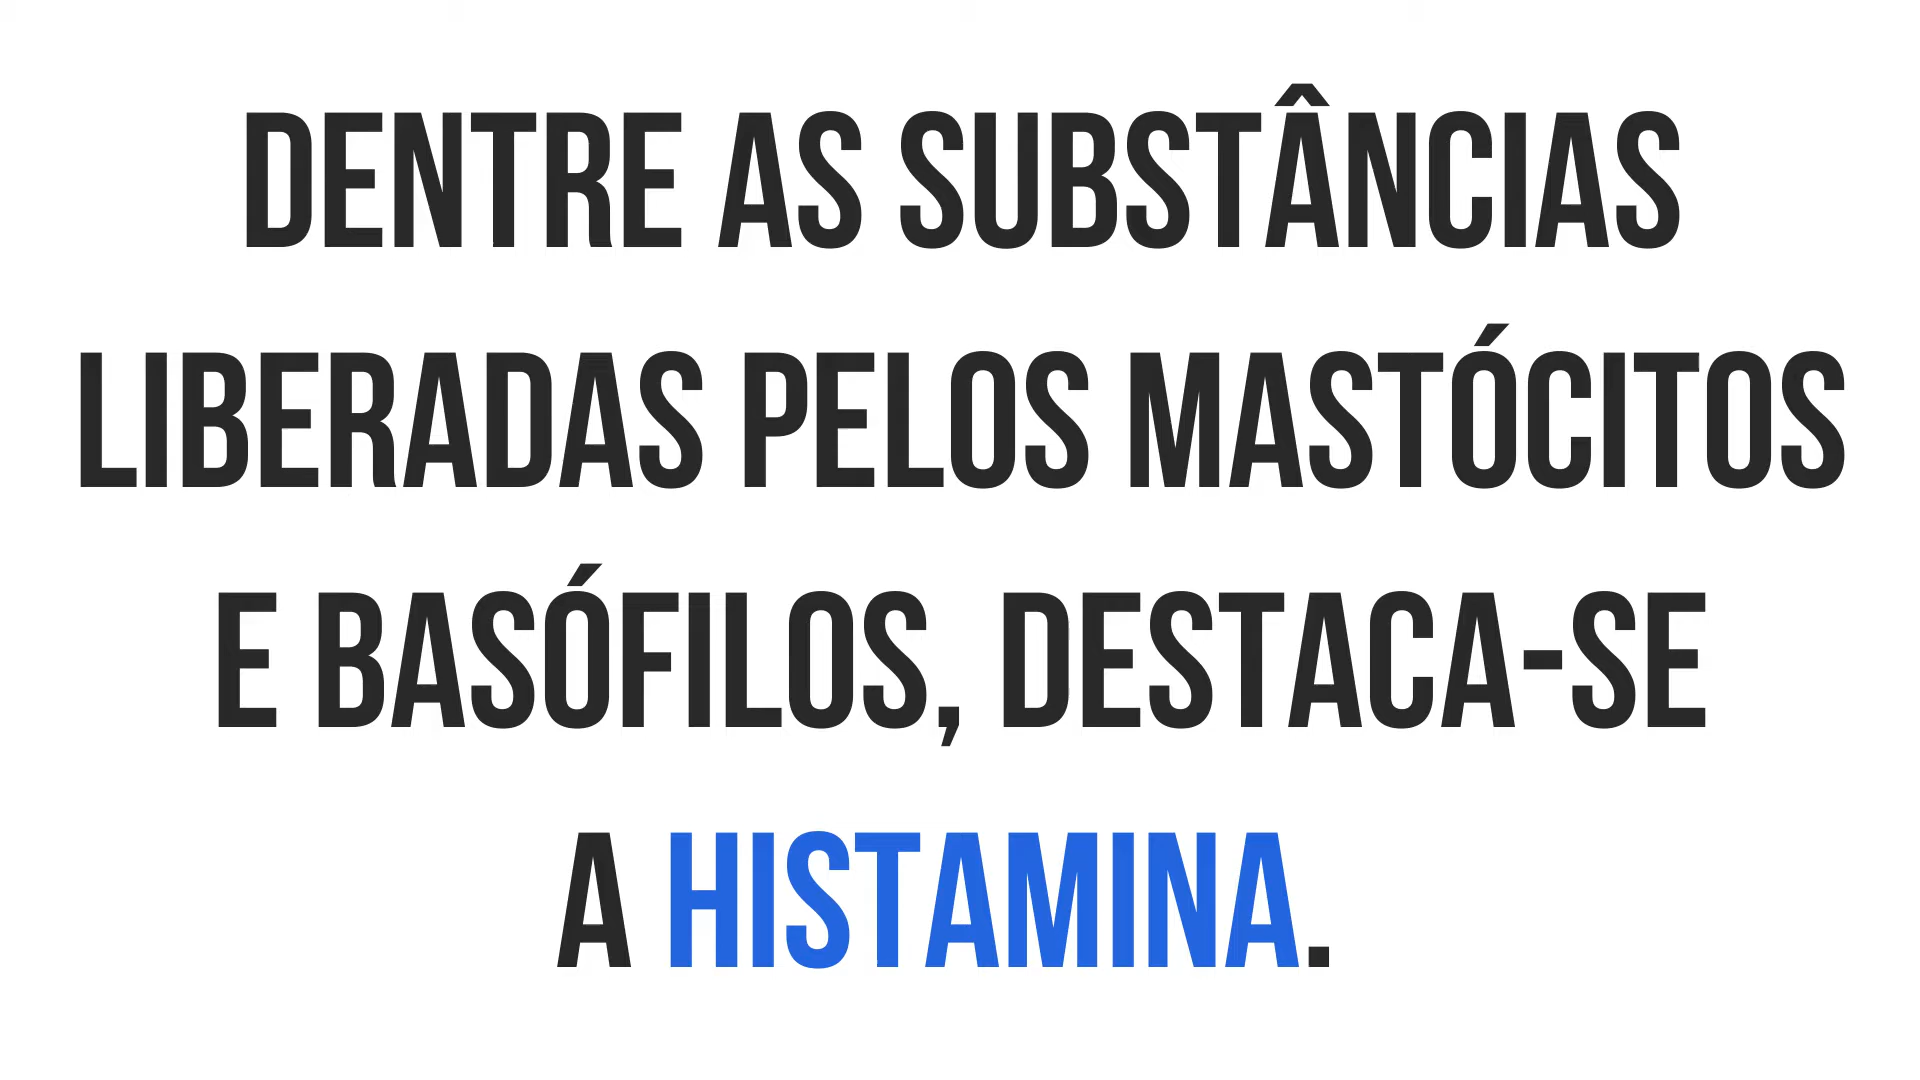 DENTRE AS SUBSTÂNCIAS
LIBERADAS PELOS MASTÓCITOS
E BASÓFILOS, DESTACA-SE
A HISTAMINA.